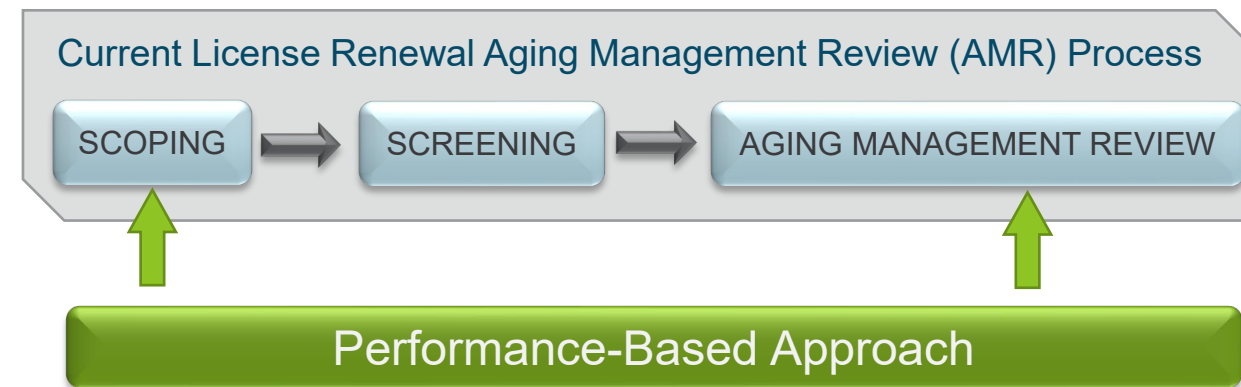 Current License Renewal Aging Management Review (AMR) Process
SCOPING
SCREENING
AGING MANAGEMENT REVIEW
Performance-Based Approach